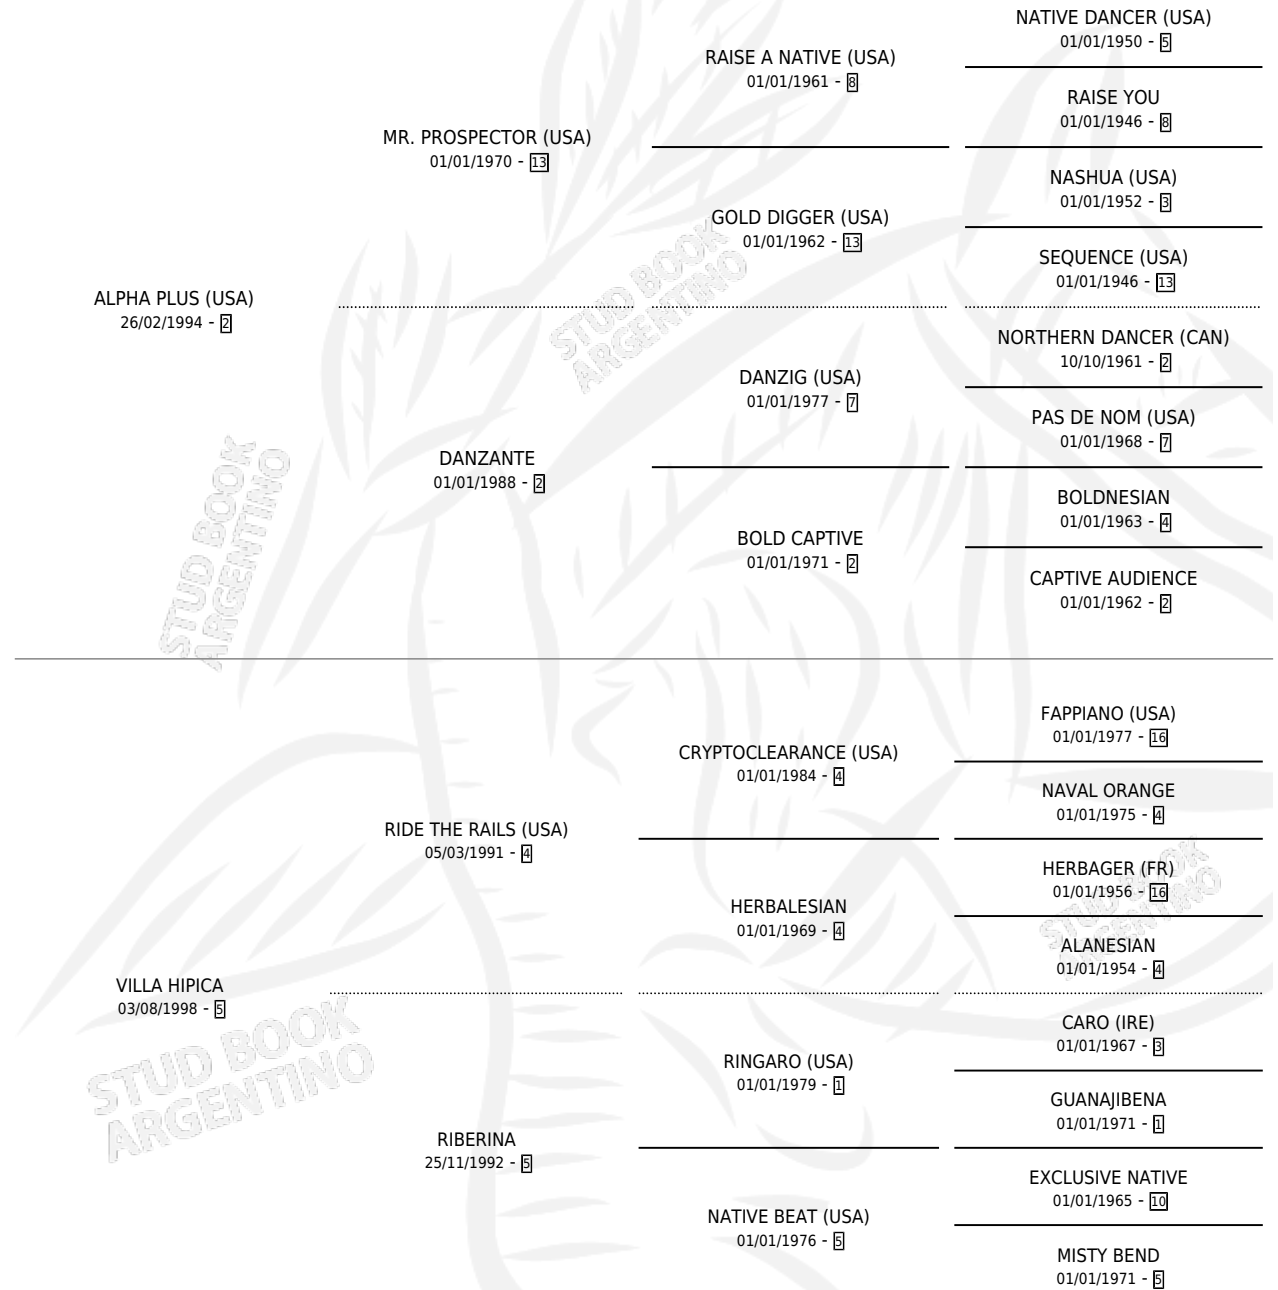 NATIVE DANCER (USA)
01/01/1950 - 5
RAISE A NATIVE (USA)
01/01/1961 - 8
RAISE YOU
01/01/1946 - 8
MR. PROSPECTOR (USA)
01/01/1970 - 13
NASHUA (USA)
01/01/1952 - 3
GOLD DIGGER (USA)
01/01/1962 - 13
SEQUENCE (USA)
01/01/1946 - 13
ALPHA PLUS (USA)
26/02/1994 - 2
NORTHERN DANCER (CAN)
10/10/1961 - 2
DANZIG (USA)
01/01/1977 - 7
PAS DE NOM (USA)
01/01/1968 - 7
DANZANTE
01/01/1988 - 2
BOLDNESIAN
01/01/1963 - 4
BOLD CAPTIVE
01/01/1971 - 2
CAPTIVE AUDIENCE
01/01/1962 - 2
FAPPIANO (USA)
01/01/1977 - 16
CRYPTOCLEARANCE (USA)
01/01/1984 - 4
NAVAL ORANGE
01/01/1975 - 4
RIDE THE RAILS (USA)
05/03/1991 - 4
HERBAGER (FR)
01/01/1956 - 16
HERBALESIAN
01/01/1969 - 4
ALANESIAN
01/01/1954 - 4
VILLA HIPICA
03/08/1998 - 5
CARO (IRE)
01/01/1967 - 3
RINGARO (USA)
01/01/1979 - 1
GUANAJIBENA
01/01/1971 - 1
RIBERINA
25/11/1992 - 5
EXCLUSIVE NATIVE
01/01/1965 - 10
NATIVE BEAT (USA)
01/01/1976 - 5
MISTY BEND
01/01/1971 - 5
STUD BOOK
ARGENTINO
STUD BOOK
ARGENTINO
STUD BOOK
ARGENTINO
STUD BOOK
ARGENTINO